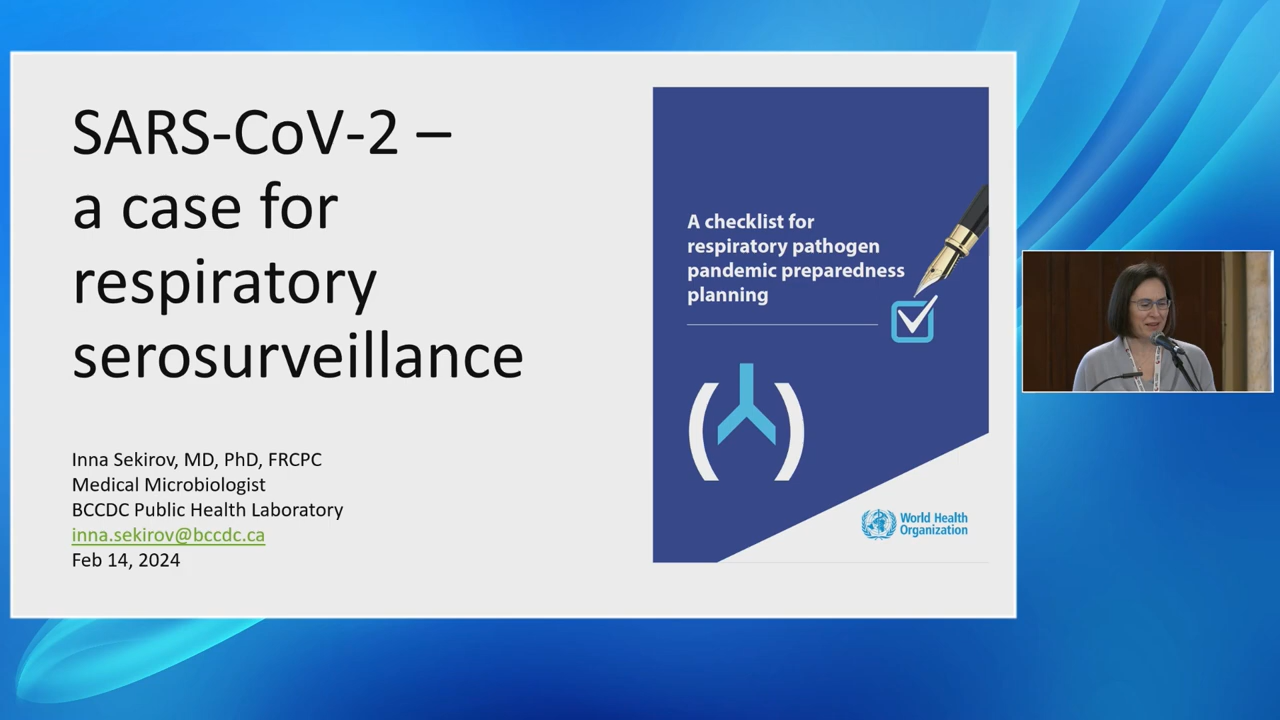 SARS-CoV-2 –
a case for
respiratory
serosurveillance
Inna Sekirov, MD, PhD, FRCPC
Medical Microbiologist
BCCDC Public Health Laboratory
inna.sekirov@bccdc.ca
Feb 14, 2024
A checklist for
respiratory pathogen
pandemic preparedness
planning
World Health
Organization